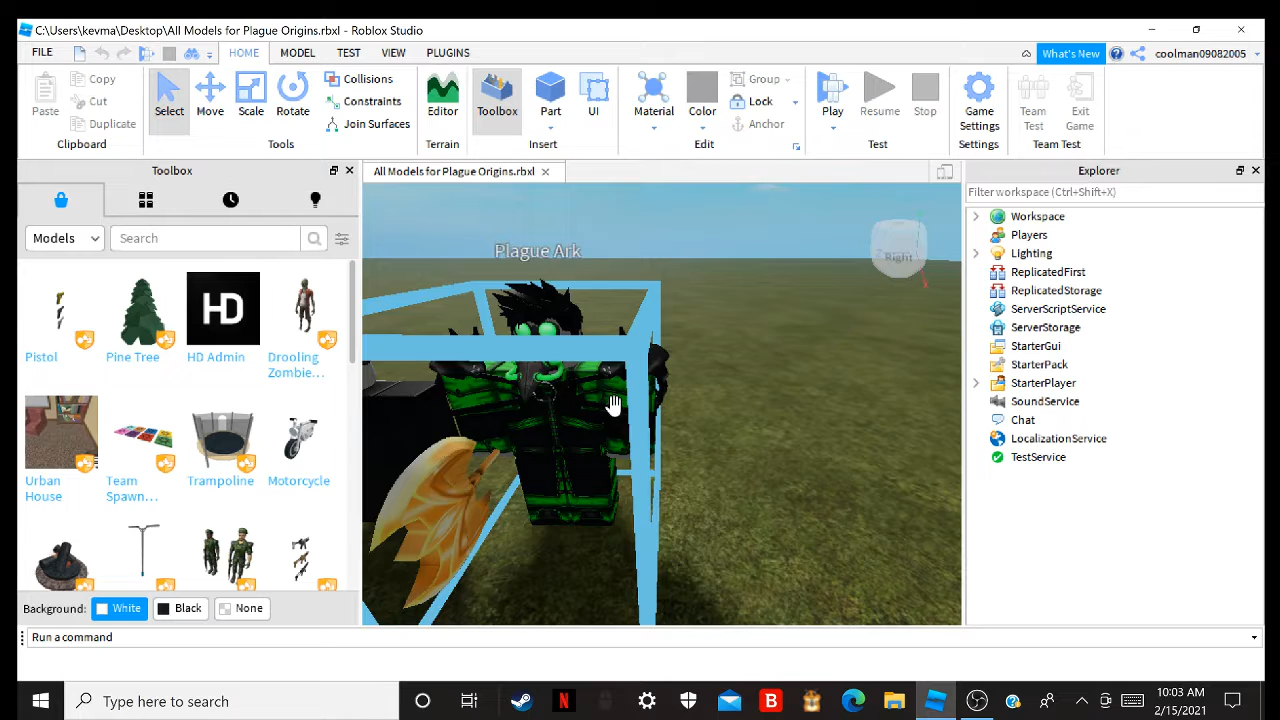 C:\Users\kevma\Desktop\All Models for Plague Origins.rbxl - Roblox Studio
FILE HOME MODEL TEST VIEW PLUGINS What's New coolman09082005
Paste Copy Cut Duplicate
Clipboard
Select Move Scale Rotate Collisions Constraints Join Surfaces
Tools
Editor
Terrain
Toolbox Part UI
Insert
Material Color Group Lock Anchor
Edit
Play Resume Stop
Test
Game Settings
Settings
Team Test Exit Game
Team Test
Toolbox
All Models for Plague Origins.rbxl
Explorer
Models Search
Filter workspace (Ctrl+Shift+X)
HD
Pistol Pine Tree HD Admin Drooling Zombie...
Urban House Team Spawn... Trampoline Motorcycle
Background: White Black None
Plague Ark
Right
Workspace
Players
Lighting
ReplicatedFirst
ReplicatedStorage
ServerScriptService
ServerStorage
StarterGui
StarterPack
StarterPlayer
SoundService
Chat
LocalizationService
TestService
Run a command
Type here to search
N
B
10:03 AM
2/15/2021